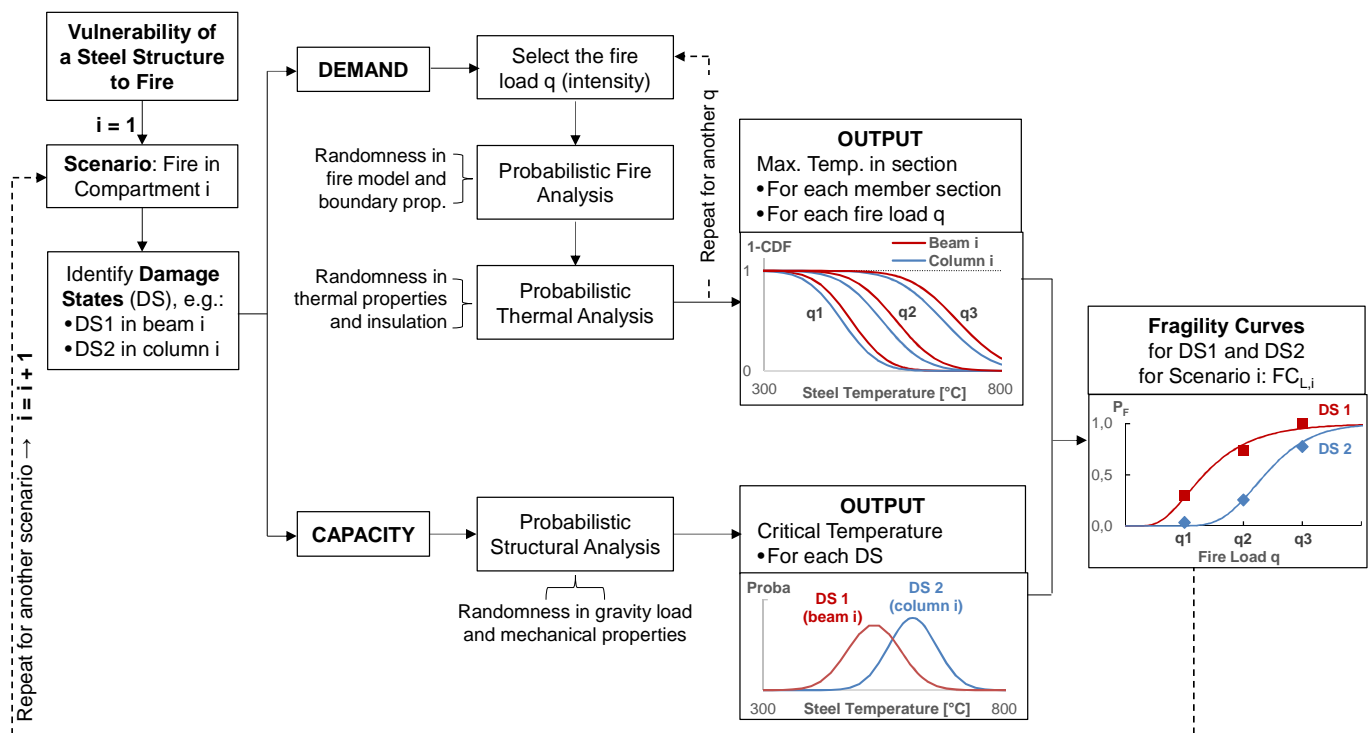 Vulnerability of
a Steel Structure
to Fire
i = 1
Scenario: Fire in
Compartment i
Identify Damage
States (DS), e.g.:
•DS1 in beam i
•DS2 in column i
Repeat for another scenario → i = i + 1
DEMAND
Select the fire
load q (intensity)
Randomness in
fire model and
boundary prop.
Probabilistic Fire
Analysis
Randomness in
thermal properties
and insulation
Probabilistic
Thermal Analysis
Repeat for another q
OUTPUT
Max. Temp. in section
•For each member section
•For each fire load q
1-CDF
Beam i
Column i
1
q1
q2
q3
0
300
800
Steel Temperature [°C]
CAPACITY
Probabilistic
Structural Analysis
Randomness in gravity load
and mechanical properties
OUTPUT
Critical Temperature
•For each DS
Proba
DS 1
(beam i)
DS 2
(column i)
300
800
Steel Temperature [°C]
Fragility Curves
for DS1 and DS2
for Scenario i: FCL,i
PF
1,0
DS 1
0,5
DS 2
0,0
q1
q2
q3
Fire Load q